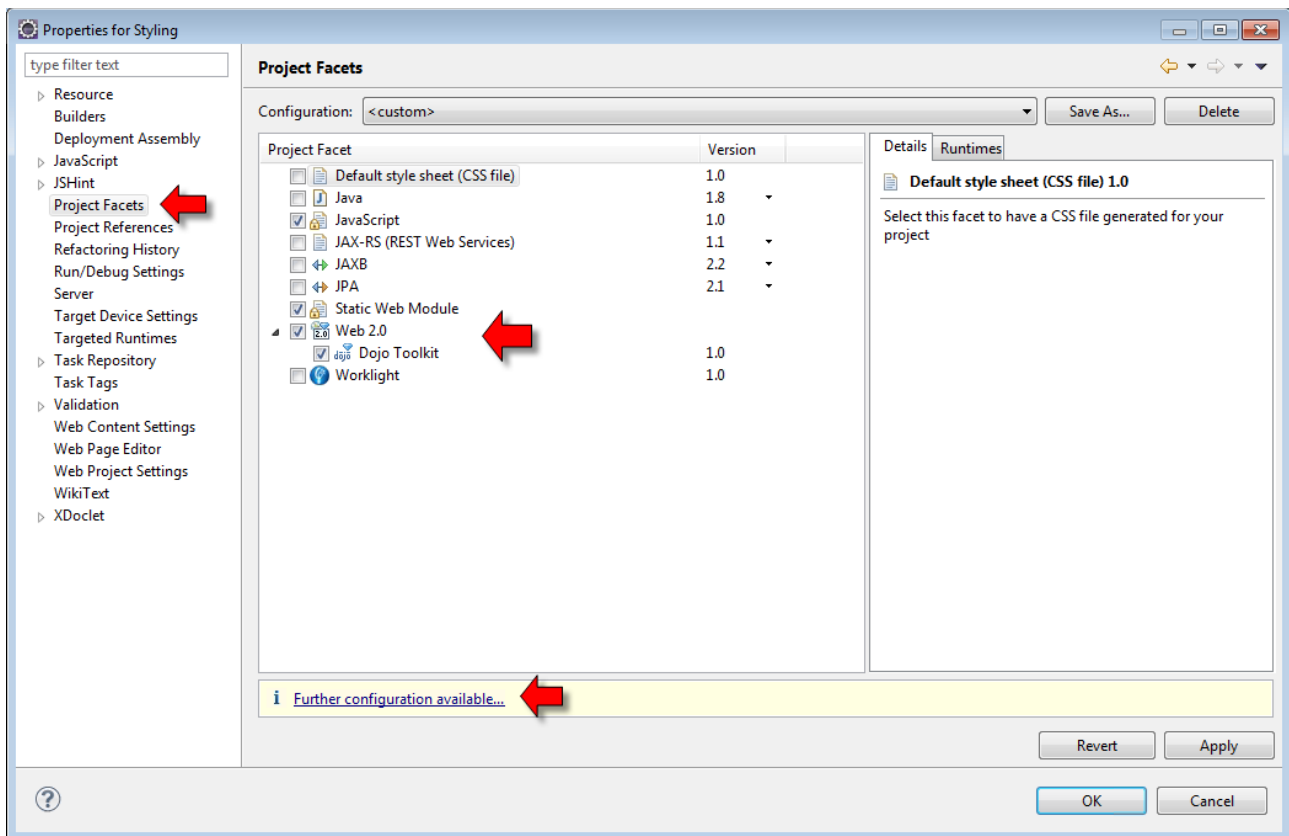 Properties for Styling
type filter text
Resource
Builders
Deployment Assembly
JavaScript
JSHint
Project Facets
Project References
Refactoring History
Run/Debug Settings
Server
Target Device Settings
Targeted Runtimes
Task Repository
Task Tags
Validation
Web Content Settings
Web Page Editor
Web Project Settings
WikiText
XDoclet
Project Facets
Configuration: <custom> Save As... Delete
Project Facet Version
Default style sheet (CSS file) 1.0
Java 1.8
JavaScript 1.0
JAX-RS (REST Web Services) 1.1
JAXB 2.2
JPA 2.1
Static Web Module
2.0 Web 2.0
dojo Dojo Toolkit 1.0
Worklight 1.0
Details Runtimes
Default style sheet (CSS file) 1.0
Select this facet to have a CSS file generated for your
project
i Further configuration available...
Revert Apply
? OK Cancel